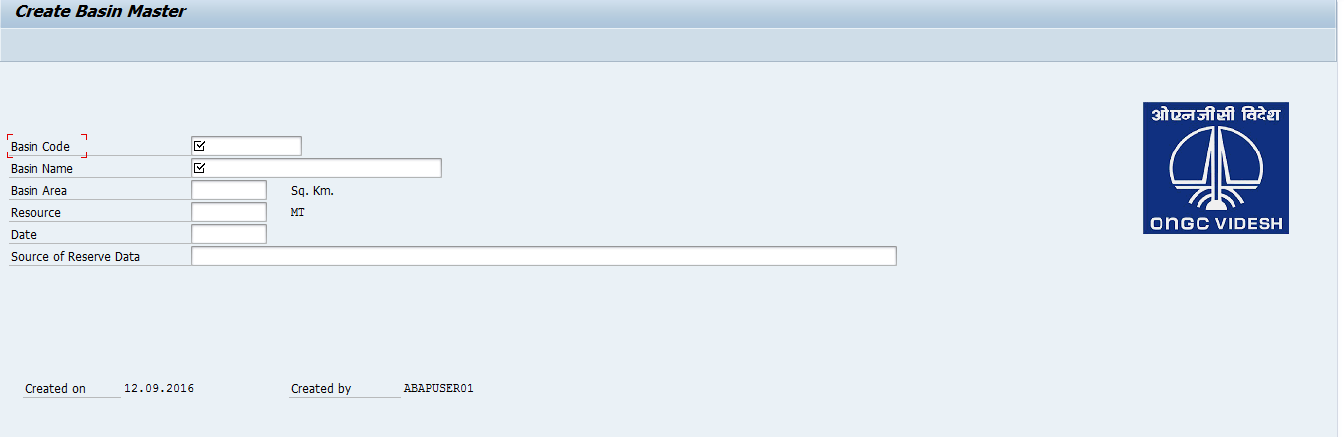 Create Basin Master
ओएनजीसी विदेश
Basin Code
Basin Name
Basin Area Sq. Km.
Resource MT
Date
ONGC VIDESH
Source of Reserve Data
Created on 12.09.2016 Created by ABAPUSER01